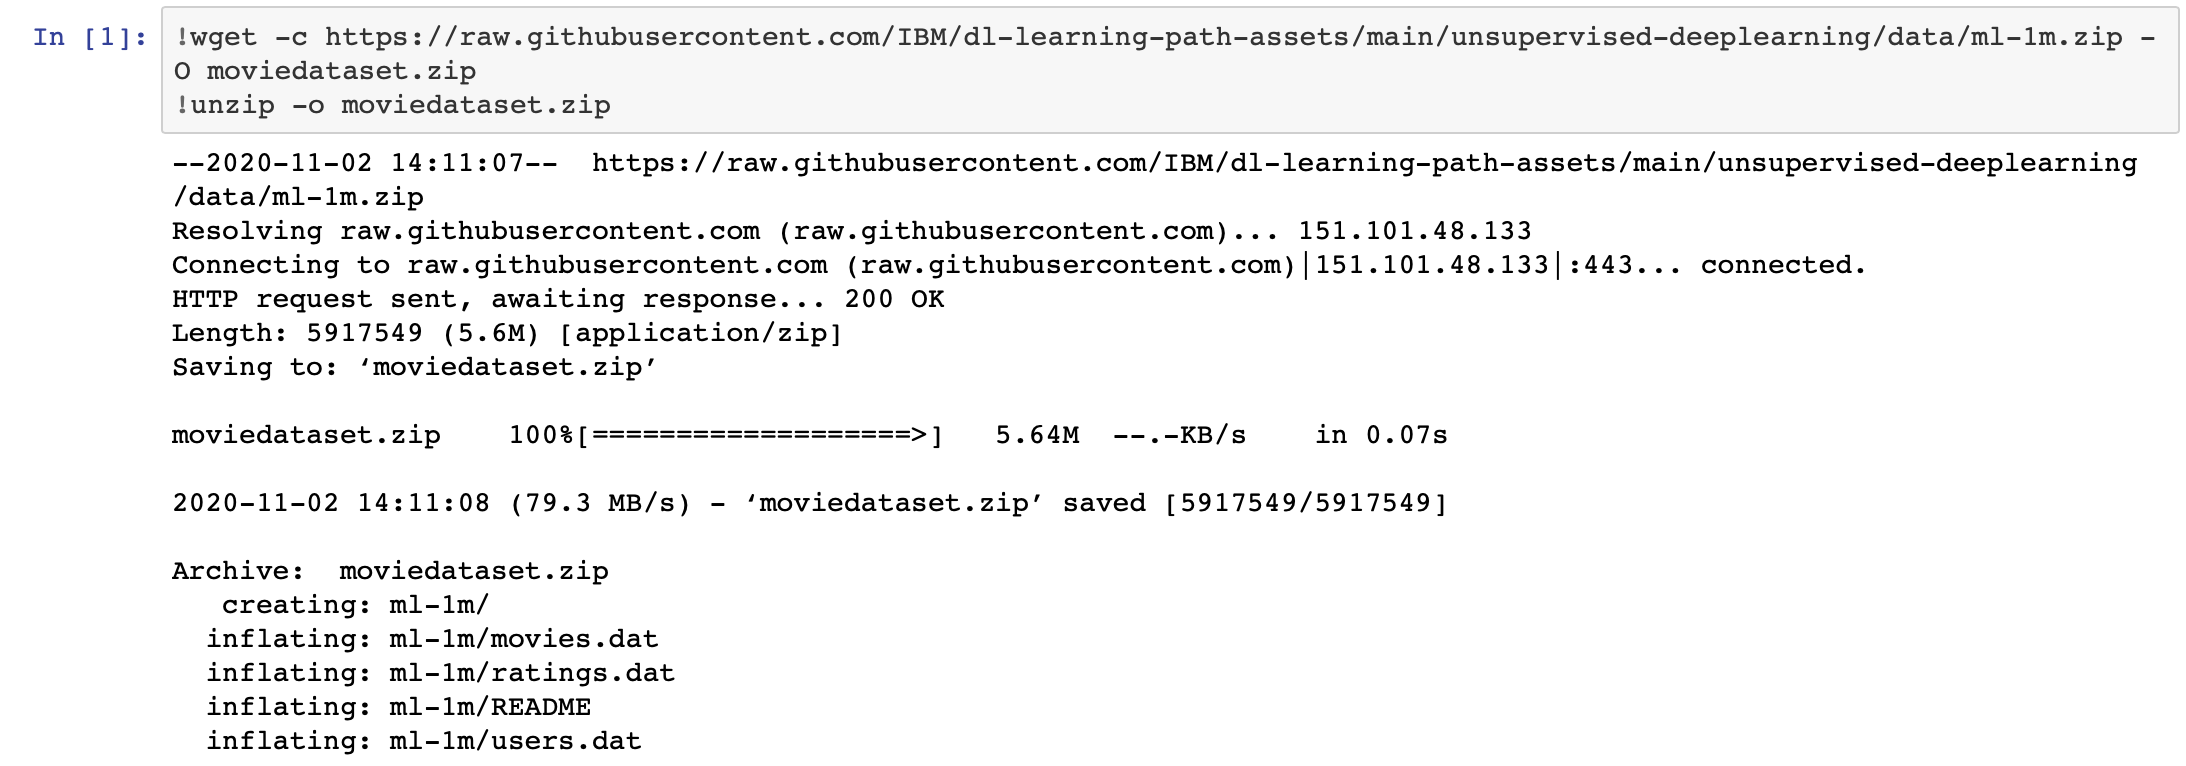 In [1]: !wget -c https://raw.githubusercontent.com/IBM/dl-learning-path-assets/main/unsupervised-deeplearning/data/ml-1m.zip -
O moviedataset.zip
!unzip -o moviedataset.zip
--2020-11-02 14:11:07--  https://raw.githubusercontent.com/IBM/dl-learning-path-assets/main/unsupervised-deeplearning
/data/ml-1m.zip
Resolving raw.githubusercontent.com (raw.githubusercontent.com)... 151.101.48.133
Connecting to raw.githubusercontent.com (raw.githubusercontent.com)|151.101.48.133|:443... connected.
HTTP request sent, awaiting response... 200 OK
Length: 5917549 (5.6M) [application/zip]
Saving to: ‘moviedataset.zip’
moviedataset.zip    100%[===================>]   5.64M  --.-KB/s    in 0.07s
2020-11-02 14:11:08 (79.3 MB/s) - ‘moviedataset.zip’ saved [5917549/5917549]
Archive:  moviedataset.zip
   creating: ml-1m/
  inflating: ml-1m/movies.dat
  inflating: ml-1m/ratings.dat
  inflating: ml-1m/README
  inflating: ml-1m/users.dat